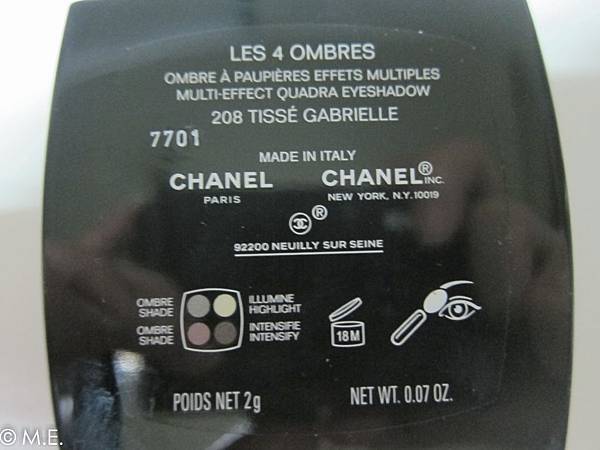 LES 4 OMBRES
OMBRE À PAUPIÈRES EFFETS MULTIPLES
MULTI-EFFECT QUADRA EYESHADOW
208 TISSÉ GABRIELLE
7701
MADE IN ITALY
CHANEL CHANEL® INC.
PARIS NEW YORK, N.Y. 10019
®
92200 NEUILLY SUR SEINE
OMBRE SHADE ILLUMINE HIGHLIGHT
OMBRE SHADE INTENSIFIE INTENSIFY
18M
POIDS NET 2g NET WT. 0.07 OZ.
© M.E.